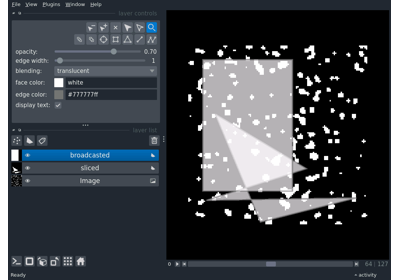 File View Plugins Window Help
layer controls
opacity: 0.70
edge width: 1
blending: translucent
face color: white
edge color: #777777ff
display text:
layer list
broadcasted
sliced
Image
64 127
Ready
activity